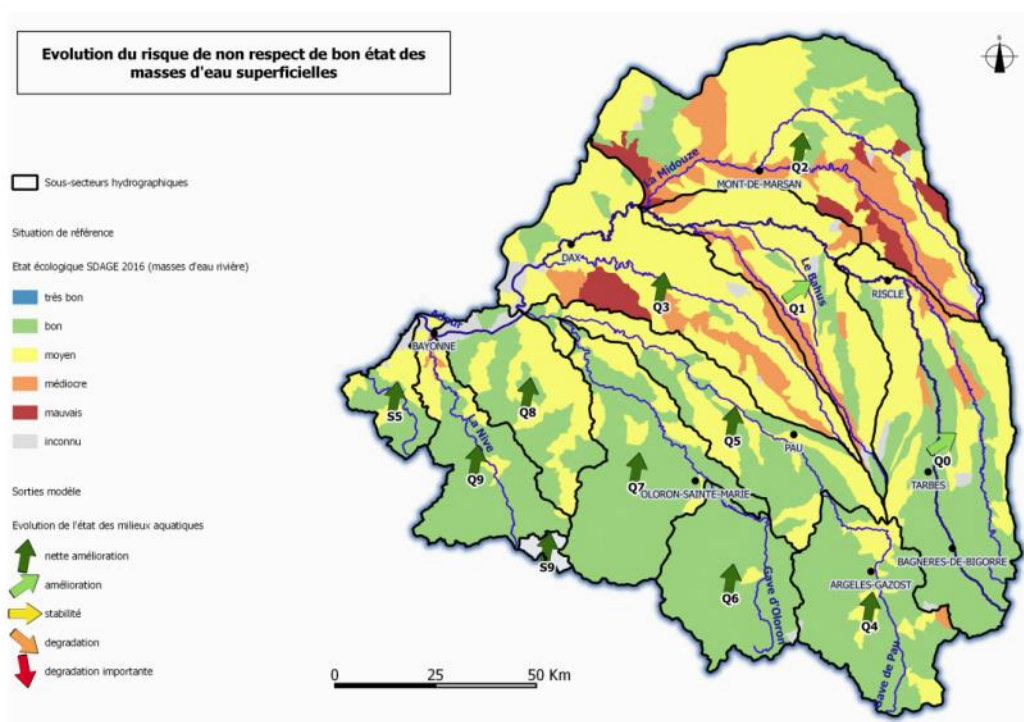 Evolution du risque de non respect de bon état des
masses d'eau superficielles
N
Sous-secteurs hydrographiques
Situation de référence
Etat écologique SDAGE 2016 (masses d'eau rivière)
très bon
bon
moyen
médiocre
mauvais
inconnu
Sorties modèle
Evolution de l'état des milieux aquatiques
nette amélioration
amélioration
stabilité
degradation
degradation importante
La Midouze
Q2
MONT-DE-MARSAN
DAX
Le Bahus
RISCLE
Q3
Q1
Adour
BAYONNE
S5
Q8
La Nive
Q5
PAU
Q0
Q9
Q7
TARBES
OLORON-SAINTE-MARIE
S9
BAGNERES-DE-BIGORRE
ARGELES-GAZOST
Q6
Gave d'Oloron
Q4
Gave de Pau
0 25 50 Km